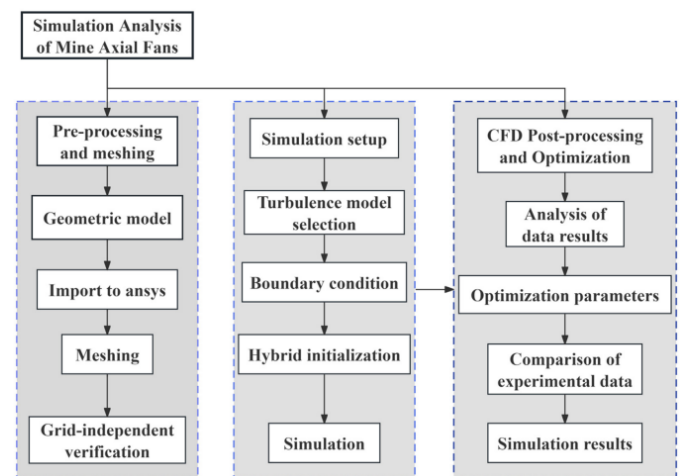 Simulation Analysis
of Mine Axial Fans
Pre-processing
and meshing
Geometric model
Import to ansys
Meshing
Grid-independent
verification
Simulation setup
Turbulence model
selection
Boundary condition
Hybrid initialization
Simulation
CFD Post-processing
and Optimization
Analysis of
data results
Optimization parameters
Comparison of
experimental data
Simulation results